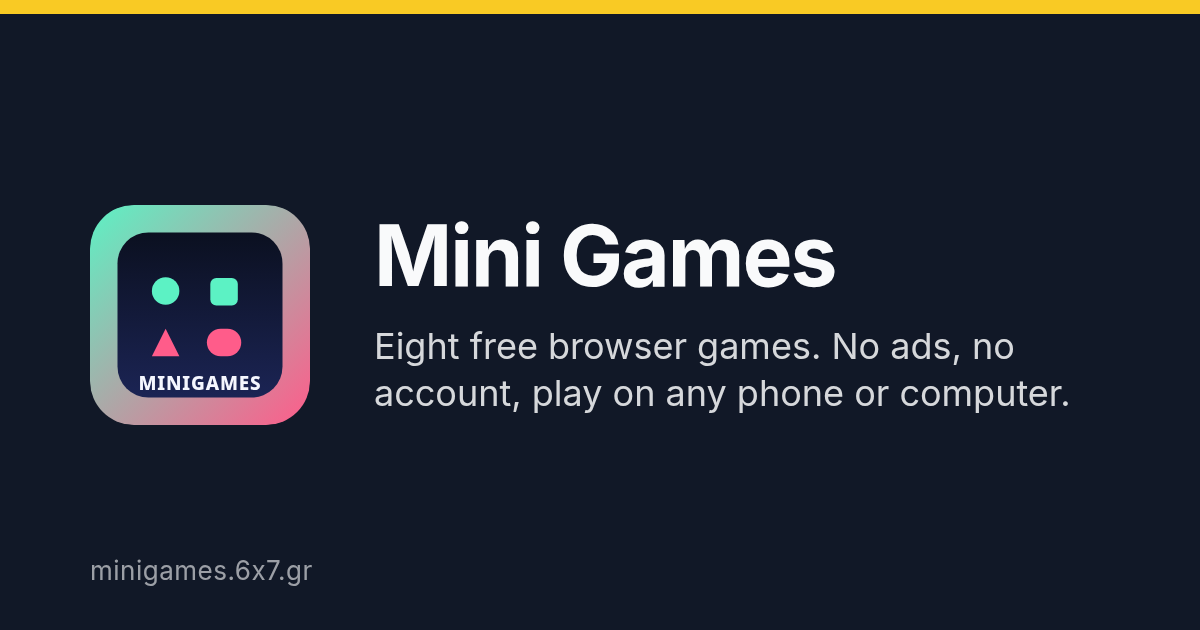 MINIGAMES
Mini Games
Eight free browser games. No ads, no
account, play on any phone or computer.
minigames.6x7.gr